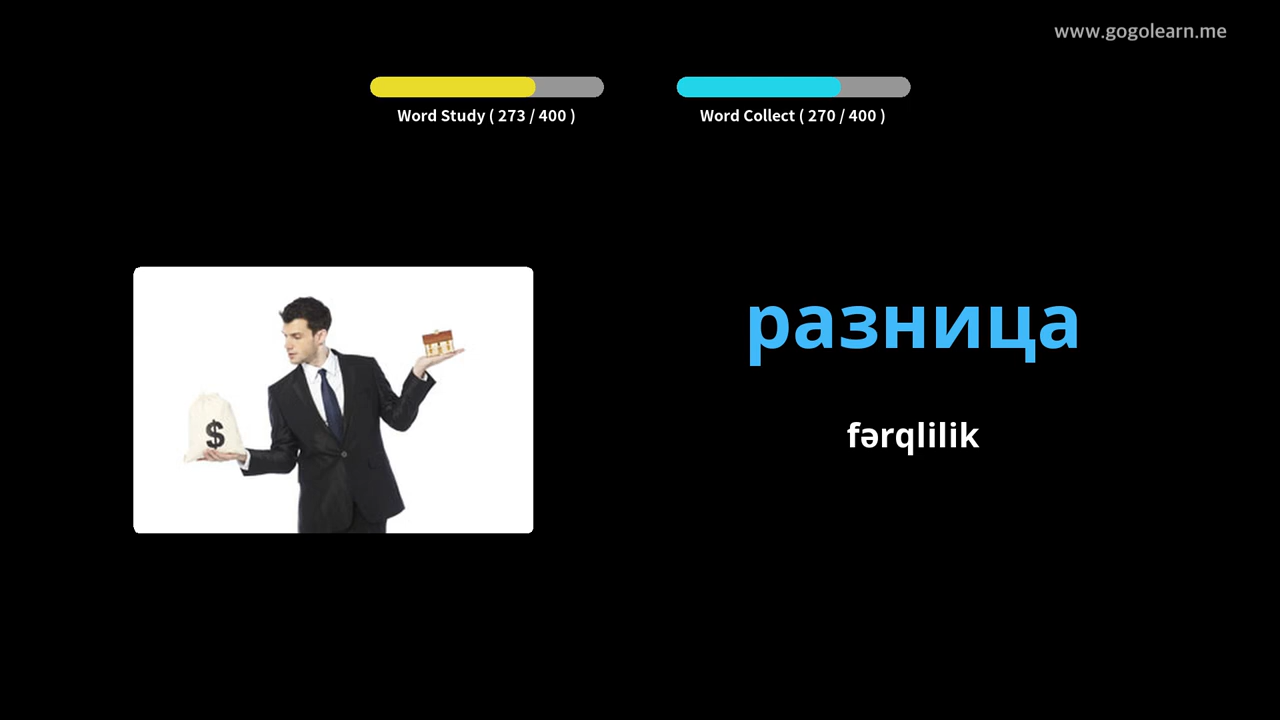 www.gogolearn.me
Word Study ( 273 / 400 )
Word Collect ( 270 / 400 )
$
разница
fərqlilik